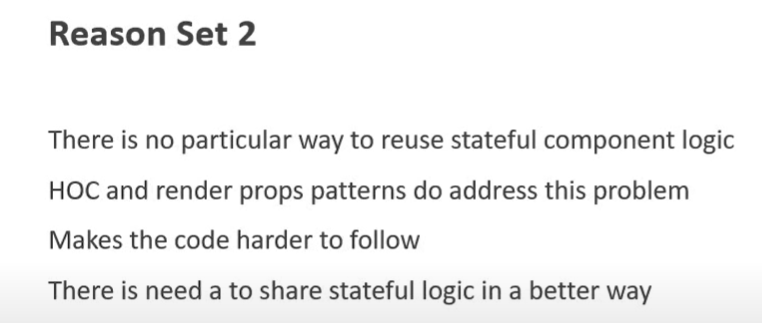 Reason Set 2
There is no particular way to reuse stateful component logic
HOC and render props patterns do address this problem
Makes the code harder to follow
There is need a to share stateful logic in a better way